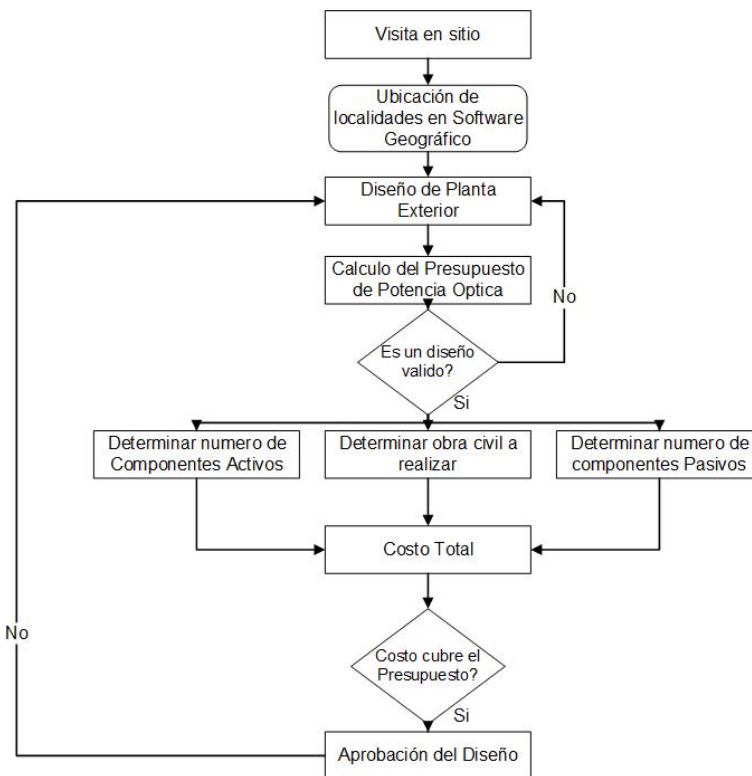 Visita en sitio
Ubicación de
localidades en Software
Geográfico
Diseño de Planta
Exterior
Calculo del Presupuesto
de Potencia Optica
No
Es un diseño
valido?
Si
Determinar numero de
Componentes Activos
Determinar obra civil a
realizar
Determinar numero de
componentes Pasivos
Costo Total
No
Costo cubre el
Presupuesto?
Si
Aprobación del Diseño